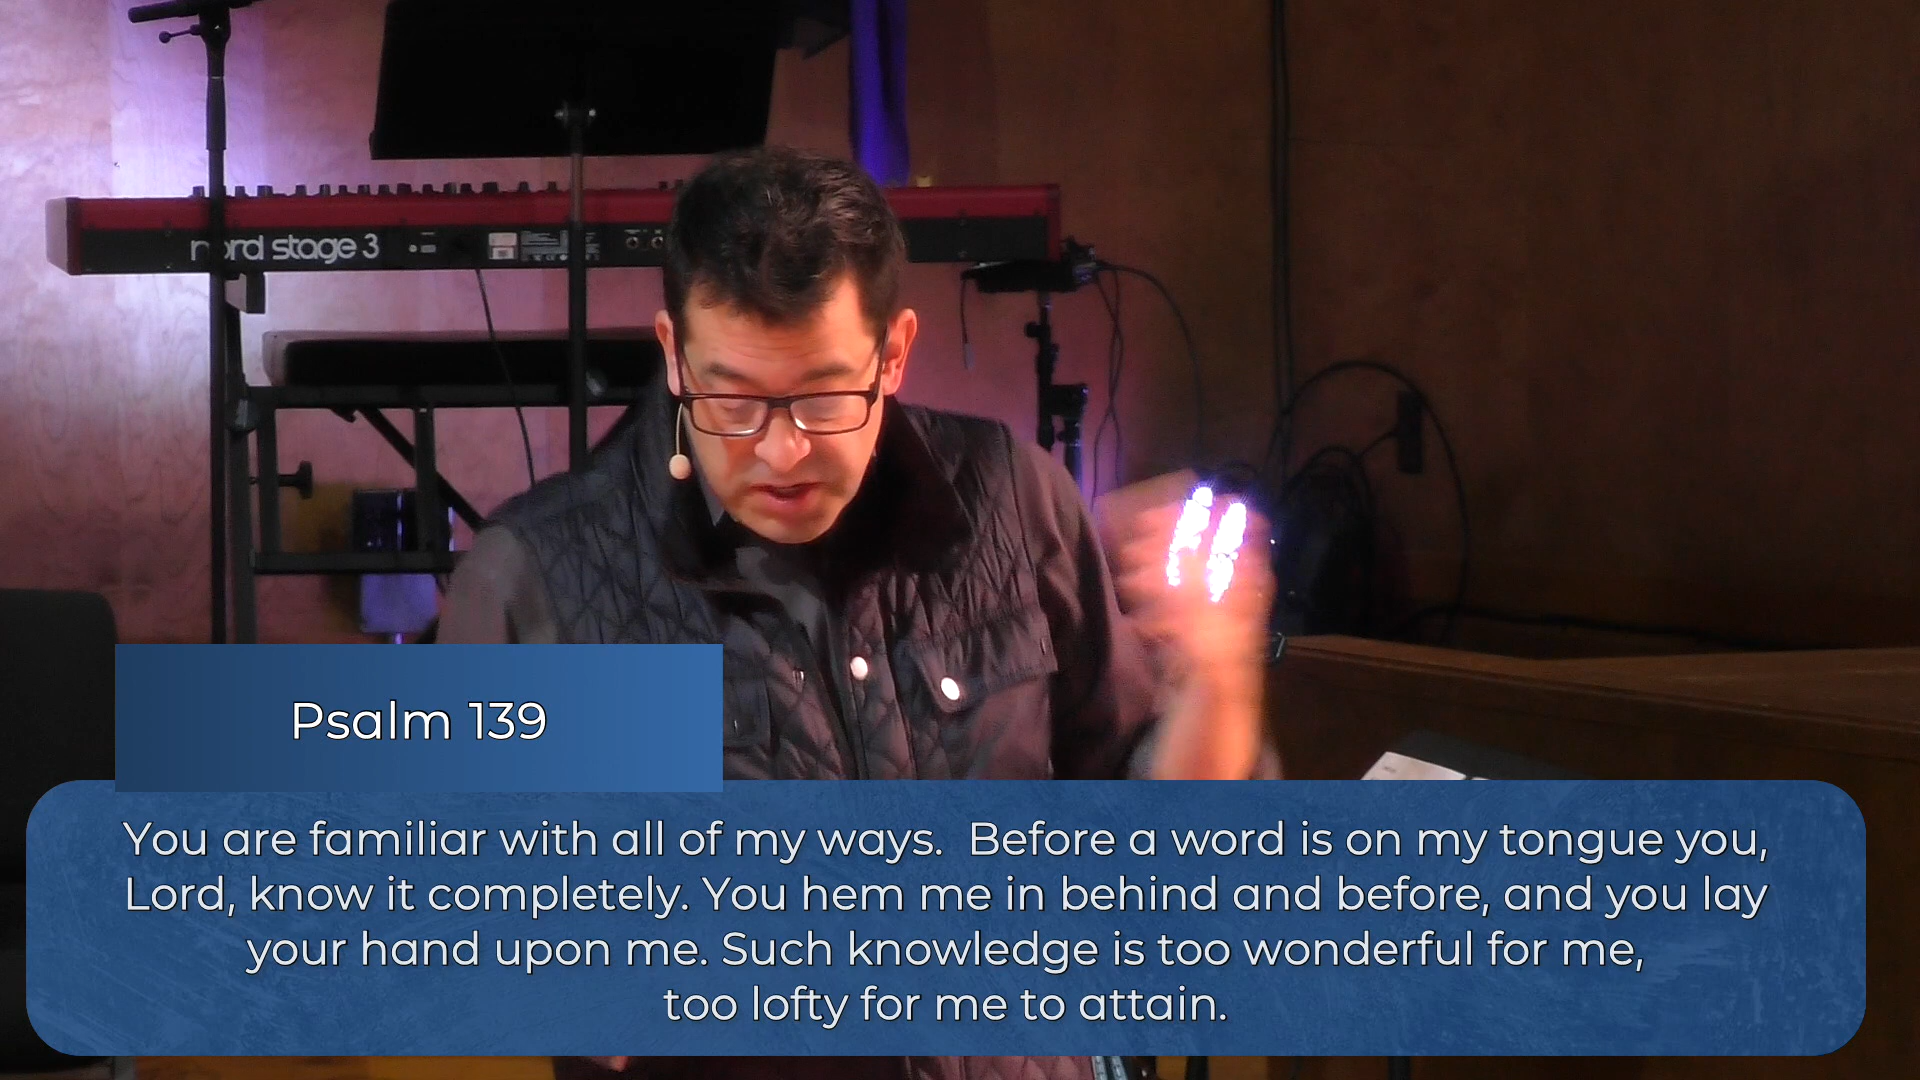 nord stage 3
Psalm 139
You are familiar with all of my ways.  Before a word is on my tongue you,
Lord, know it completely. You hem me in behind and before, and you lay
your hand upon me. Such knowledge is too wonderful for me,
too lofty for me to attain.